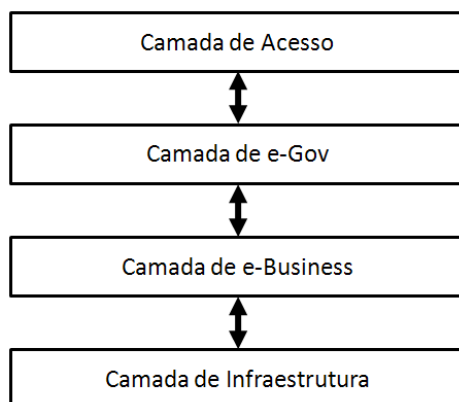 Camada de Acesso
Camada de e-Gov
Camada de e-Business
Camada de Infraestrutura